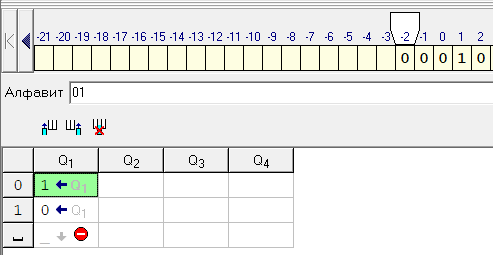 -21 -20 -19 -18 -17 -16 -15 -14 -13 -12 -11 -10 -9 -8 -7 -6 -5 -4 -3 -2 -1 0 1 2
0 0 0 1 0
Алфавит 01
Q1 Q2 Q3 Q4
0 1 ← Q1
1 0 ← Q1
␣ _ ↓